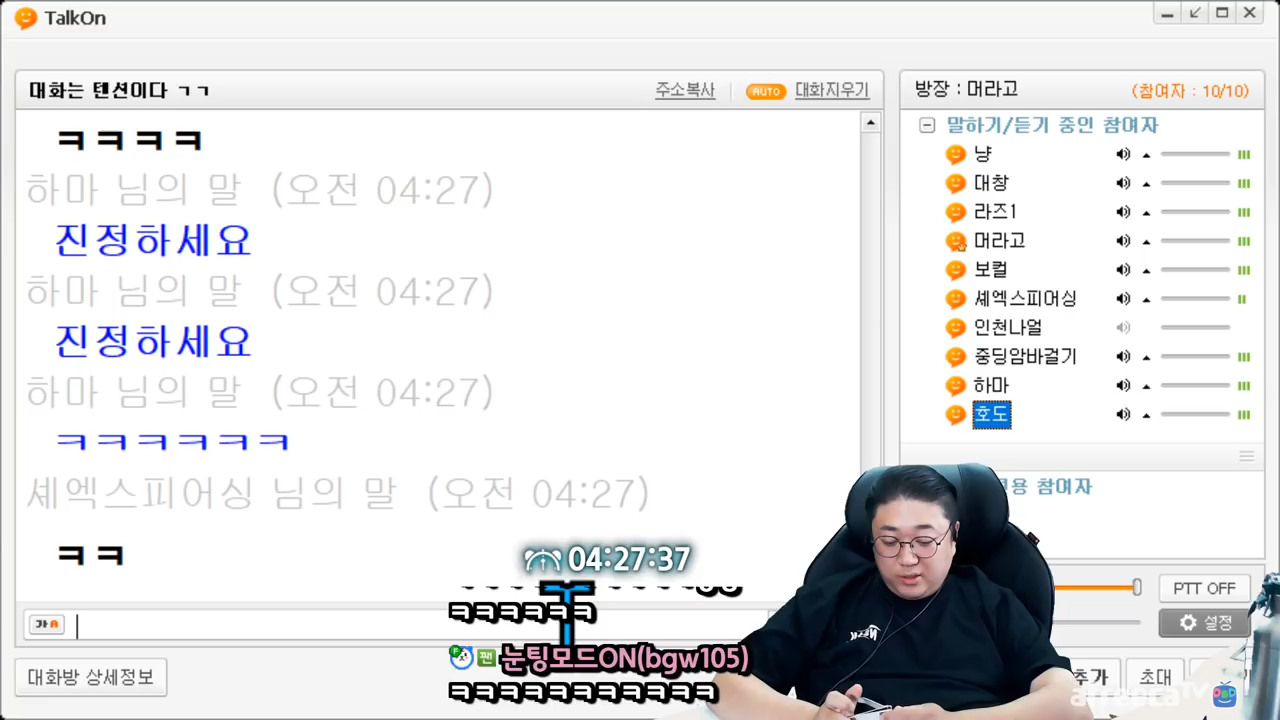 TalkOn
대화는 텐션이다 ㄱㄱ
주소복사
AUTO 대화지우기
ㅋㅋㅋㅋ
하마 님의 말 (오전 04:27)
진정하세요
하마 님의 말 (오전 04:27)
진정하세요
하마 님의 말 (오전 04:27)
ㅋㅋㅋㅋㅋㅋ
셰엑스피어싱 님의 말 (오전 04:27)
ㅋㅋ
가A
대화방 상세정보
방장 : 머라고
(참여자 : 10/10)
말하기/듣기 중인 참여자
냥
대창
라즈1
머라고
보컬
셰엑스피어싱
인천나얼
중딩암바걸기
하마
호도
참여자
PTT OFF
설정
추가
초대
04:27:37
ㅋㅋㅋㅋㅋㅋ
F 팬 눈팅모드ON(bgw105)
ㅋㅋㅋㅋㅋㅋㅋㅋㅋㅋㅋ
afreecaTV